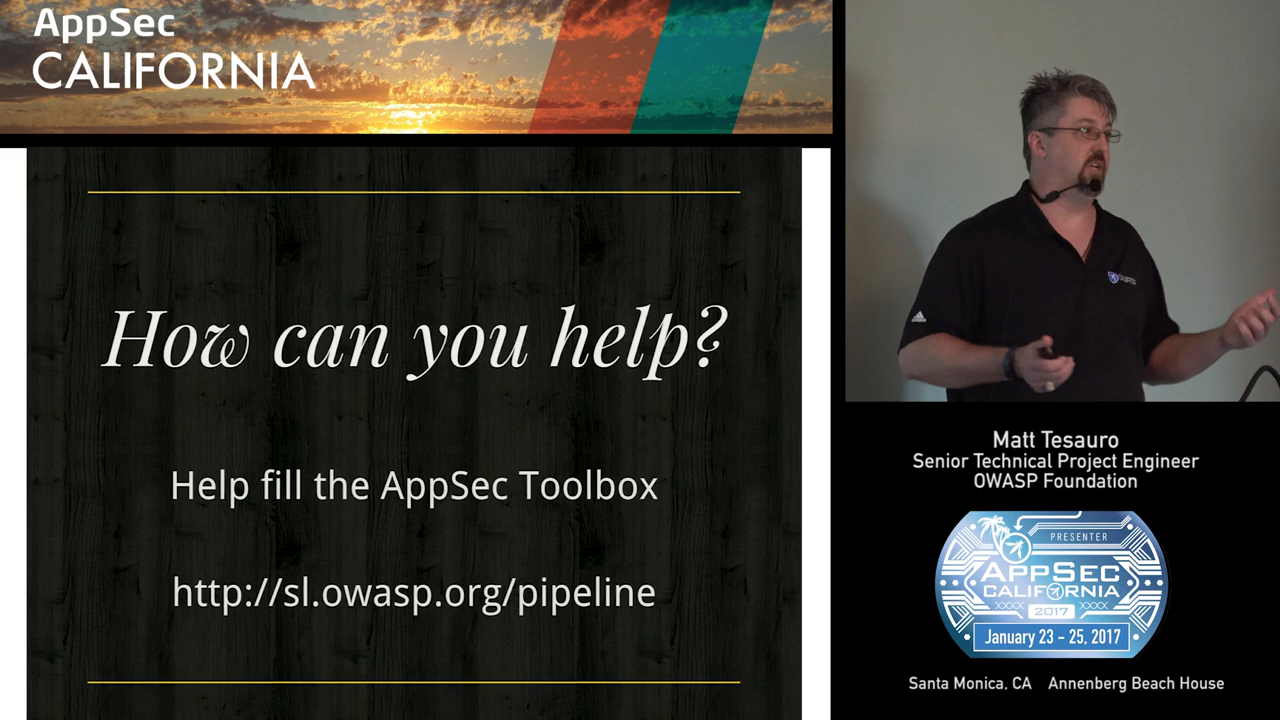 AppSec
CALIFORNIA
How can you help?
Help fill the AppSec Toolbox
http://sl.owasp.org/pipeline
Matt Tesauro
Senior Technical Project Engineer
OWASP Foundation
PRESENTER
APPSEC
CALIFORNIA
XXXX 2017 XXXX
January 23 - 25, 2017
Santa Monica, CA Annenberg Beach House